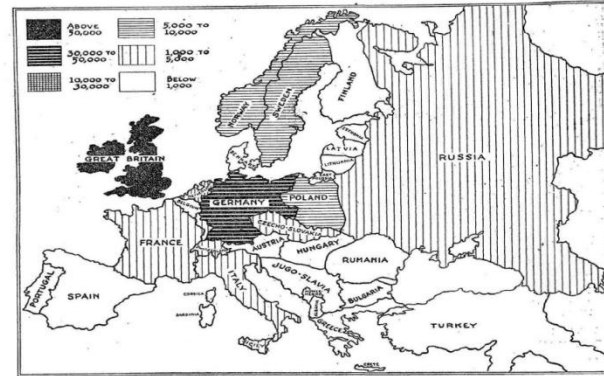 ABOVE 50,000
5,000 TO 10,000
30,000 TO 50,000
1,000 TO 5,000
10,000 TO 30,000
BELOW 1,000
NORWAY
SWEDEN
FINLAND
LATVIA
LITHUANIA
RUSSIA
GREAT BRITAIN
GERMANY
POLAND
CZECHO-SLOVAKIA
FRANCE
AUSTRIA
HUNGARY
RUMANIA
ITALY
JUGO-SLAVIA
BULGARIA
PORTUGAL
SPAIN
CORSICA
SARDINIA
SICILY
GREECE
TURKEY
CRETE